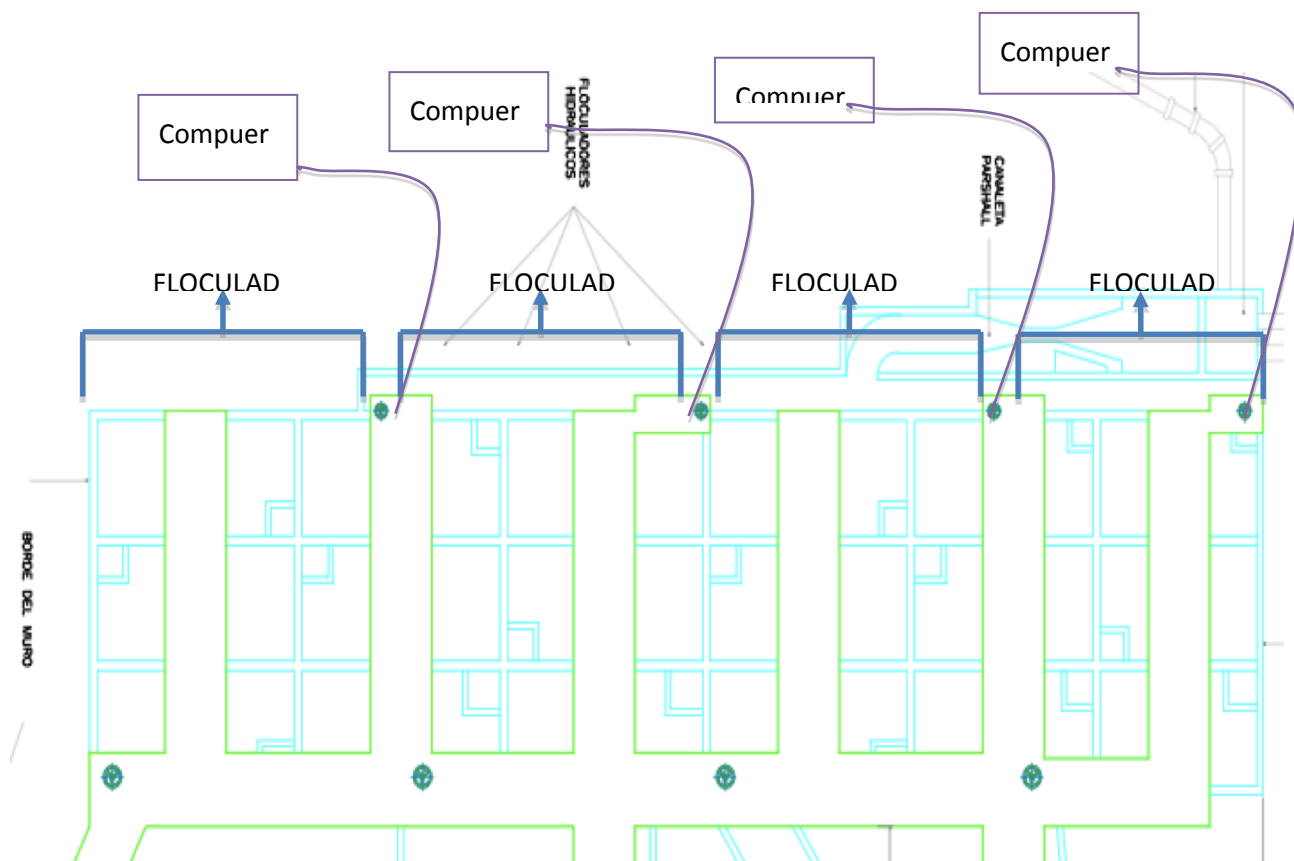 Compuer
Compuer
Compuer
Compuer
FLOCULADORES
HIDRAULICOS
CANALETA
PARSHALL
FLOCULAD
FLOCULAD
FLOCULAD
FLOCULAD
BORDE DEL MURO